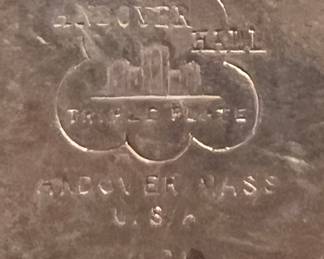 ANDOVER
HALL
TRIPLE PLATE
ANDOVER MASS
U.S.A